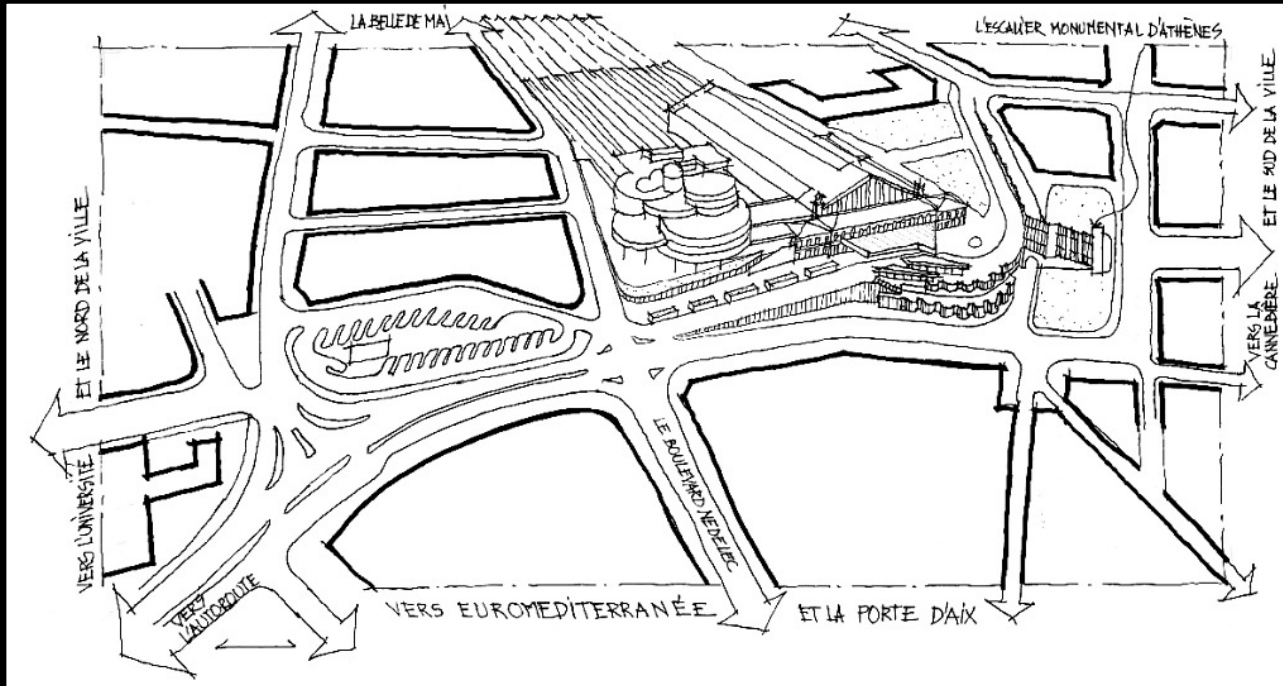 LA BELLE DE MAI
L'ESCALIER MONUMENTAL D'ATHÈNES
ET LE NORD DE LA VILLE
VERS L'UNIVERSITÉ
VERS
L'AUTOROUTE
VERS EUROMEDITERRANÉE
LE BOULEVARD NEDELEC
ET LA PORTE D'AIX
VERS LA
CANNEBIÈRE
ET LE SUD DE LA VILLE